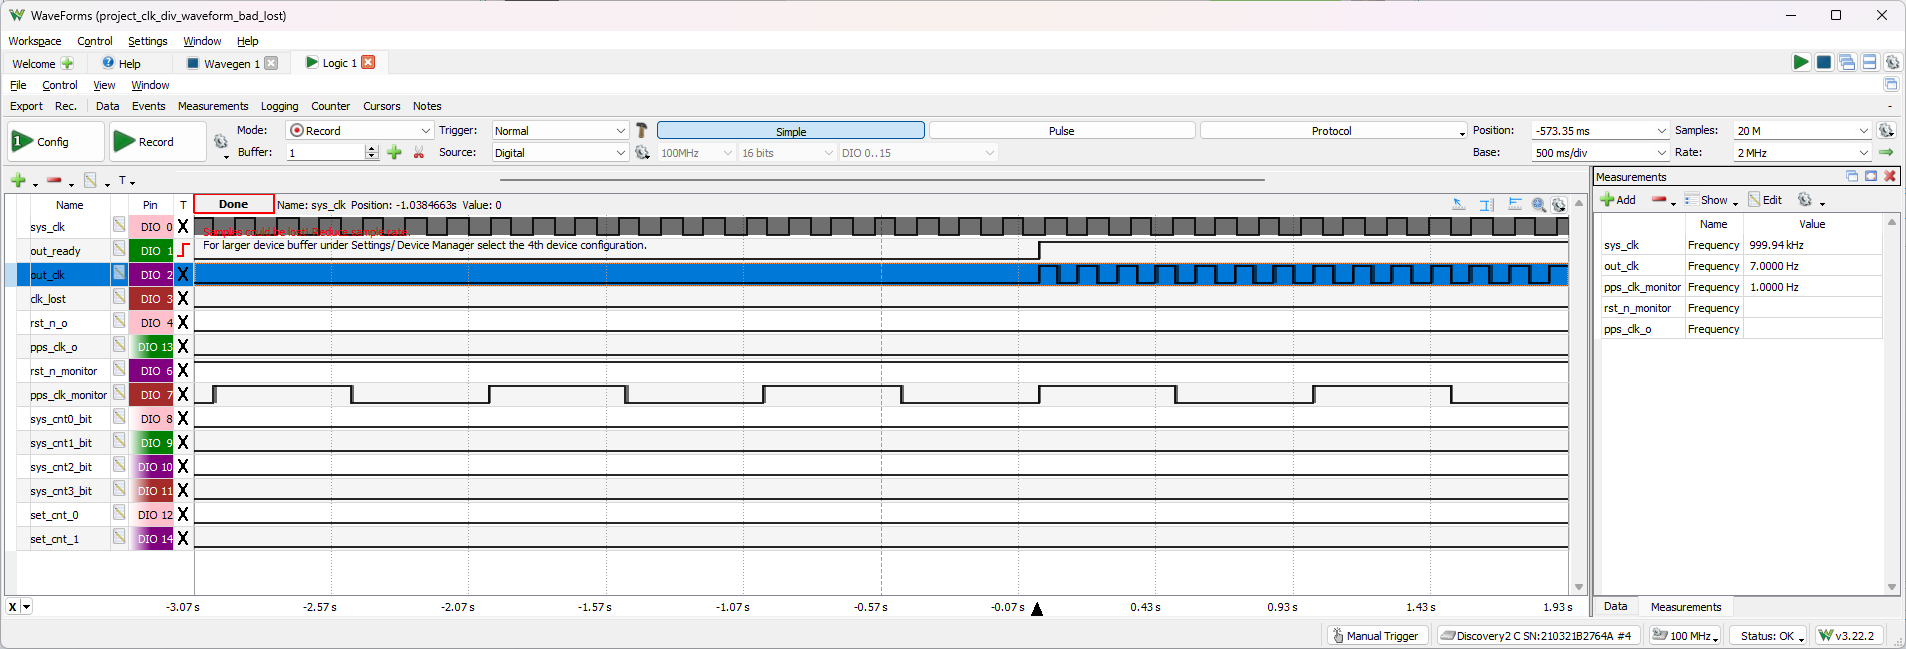 WaveForms (project_clk_div_waveform_bad_lost)
Workspace Control Settings Window Help
Welcome Help Wavegen 1 Logic 1
File Control View Window
Export Rec. Data Events Measurements Logging Counter Cursors Notes
1 Config Record Mode: Record Trigger: Normal Simple Pulse Protocol Position: -573.35 ms Samples: 20 M
Buffer: 1 Source: Digital 100MHz 16 bits DIO 0..15 Base: 500 ms/div Rate: 2 MHz
T
Measurements
Add Show Edit
Name Pin T Done Name: sys_clk Position: -1.0384663s Value: 0
Name Value
sys_clk DIO 0 X
Samples could be lost! Reduce sample rate.
out_ready DIO 1 For larger device buffer under Settings/Device Manager select the 4th device configuration.
out_clk DIO 2 X
clk_lost DIO 3 X
rst_n_o DIO 4 X
pps_clk_o DIO 13 X
rst_n_monitor DIO 6 X
pps_clk_monitor DIO 7 X
sys_cnt0_bit DIO 8 X
sys_cnt1_bit DIO 9 X
sys_cnt2_bit DIO 10 X
sys_cnt3_bit DIO 11 X
set_cnt_0 DIO 12 X
set_cnt_1 DIO 14 X
sys_clk Frequency 999.94 kHz
out_clk Frequency 7.0000 Hz
pps_clk_monitor Frequency 1.0000 Hz
rst_n_monitor Frequency
pps_clk_o Frequency
X -3.07 s -2.57 s -2.07 s -1.57 s -1.07 s -0.57 s -0.07 s 0.43 s 0.93 s 1.43 s 1.93 s
Data Measurements
Manual Trigger Discovery2 C SN:210321B2764A #4 100 MHz Status: OK v3.22.2